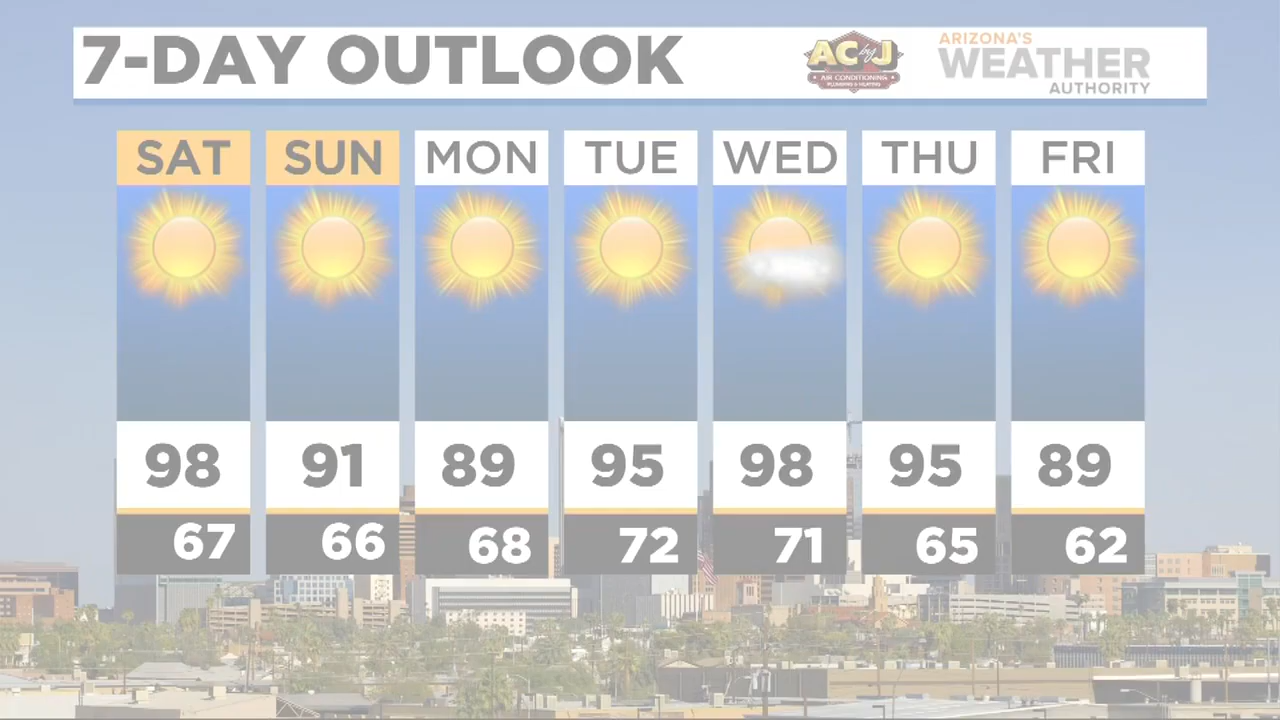 7-DAY OUTLOOK
AC by J
AIR CONDITIONING
PLUMBING & HEATING
ARIZONA'S
WEATHER
AUTHORITY
SAT SUN MON TUE WED THU FRI
98 91 89 95 98 95 89
67 66 68 72 71 65 62